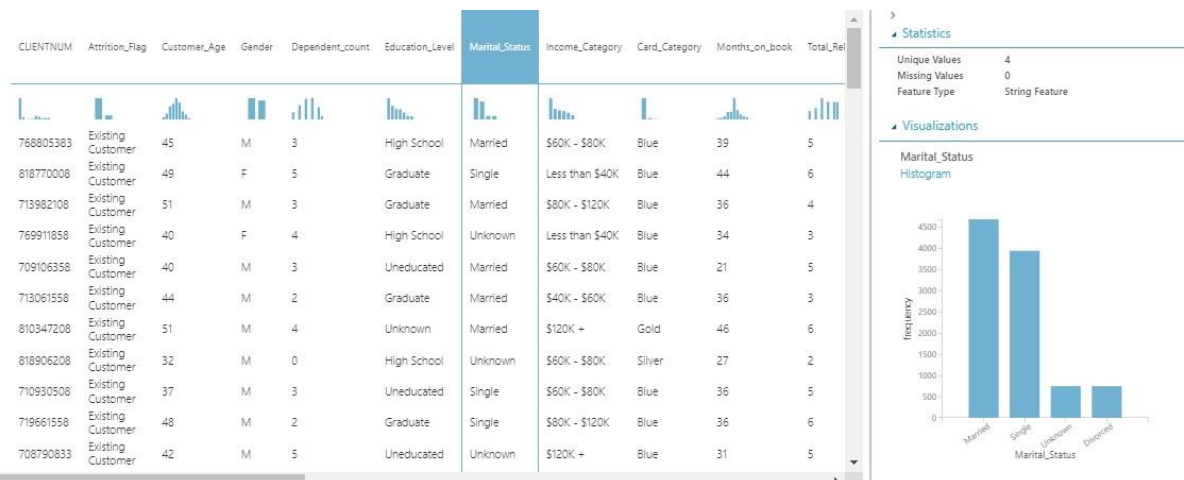 CLIENTNUM Attrition_Flag Customer_Age Gender Dependent_count Education_Level Marital_Status Income_Category Card_Category Months_on_book Total_Rel
768805383 Existing Customer 45 M 3 High School Married $60K - $80K Blue 39 5
818770008 Existing Customer 49 F 5 Graduate Single Less than $40K Blue 44 6
713982108 Existing Customer 51 M 3 Graduate Married $80K - $120K Blue 36 4
769911858 Existing Customer 40 F 4 High School Unknown Less than $40K Blue 34 3
709106358 Existing Customer 40 M 3 Uneducated Married $60K - $80K Blue 21 5
713061558 Existing Customer 44 M 2 Graduate Married $40K - $60K Blue 36 3
810347208 Existing Customer 51 M 4 Unknown Married $120K + Gold 46 6
818906208 Existing Customer 32 M 0 High School Unknown $60K - $80K Silver 27 2
710930508 Existing Customer 37 M 3 Uneducated Single $60K - $80K Blue 36 5
719661558 Existing Customer 48 M 2 Graduate Single $80K - $120K Blue 36 6
708790833 Existing Customer 42 M 5 Uneducated Unknown $120K + Blue 31 5
Statistics
Unique Values 4
Missing Values 0
Feature Type String Feature
Visualizations
Marital_Status
Histogram
4500
4000
3500
3000
2500
2000
1500
1000
500
0
frequency
Married Single Unknown Divorced
Marital_Status